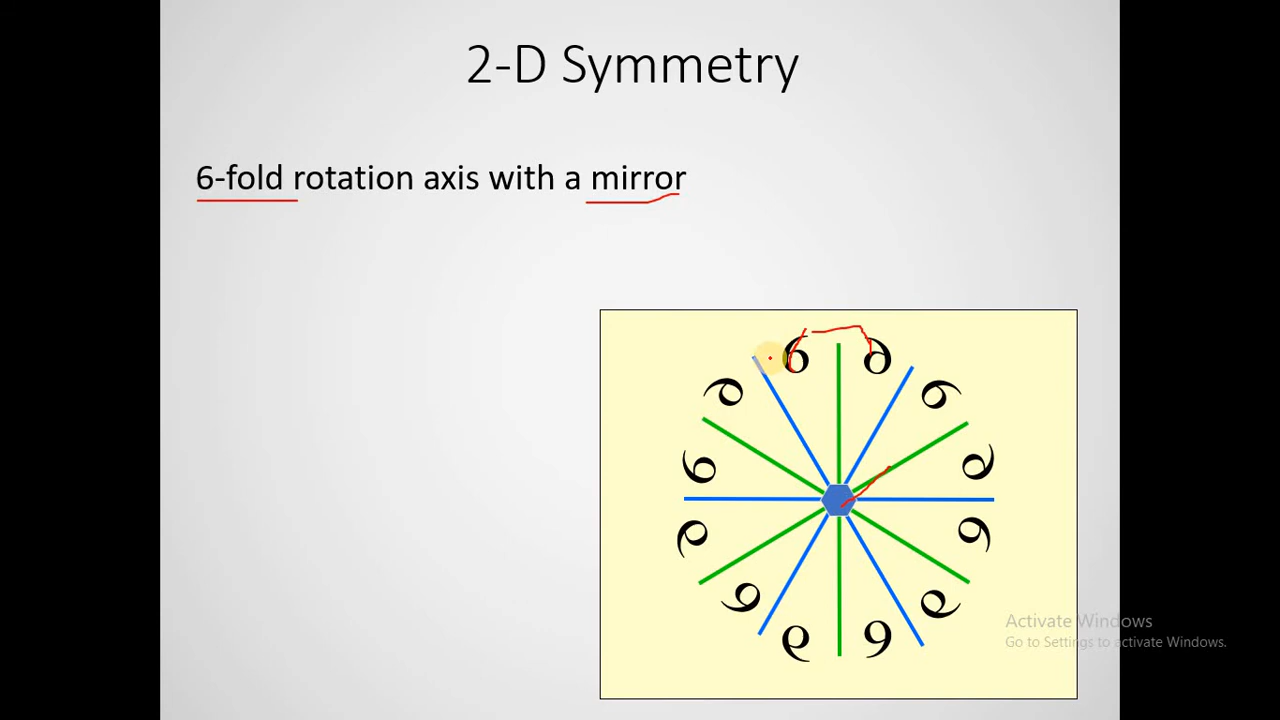 2-D Symmetry
6-fold rotation axis with a mirror
Activate Windows
Go to Settings to activate Windows.